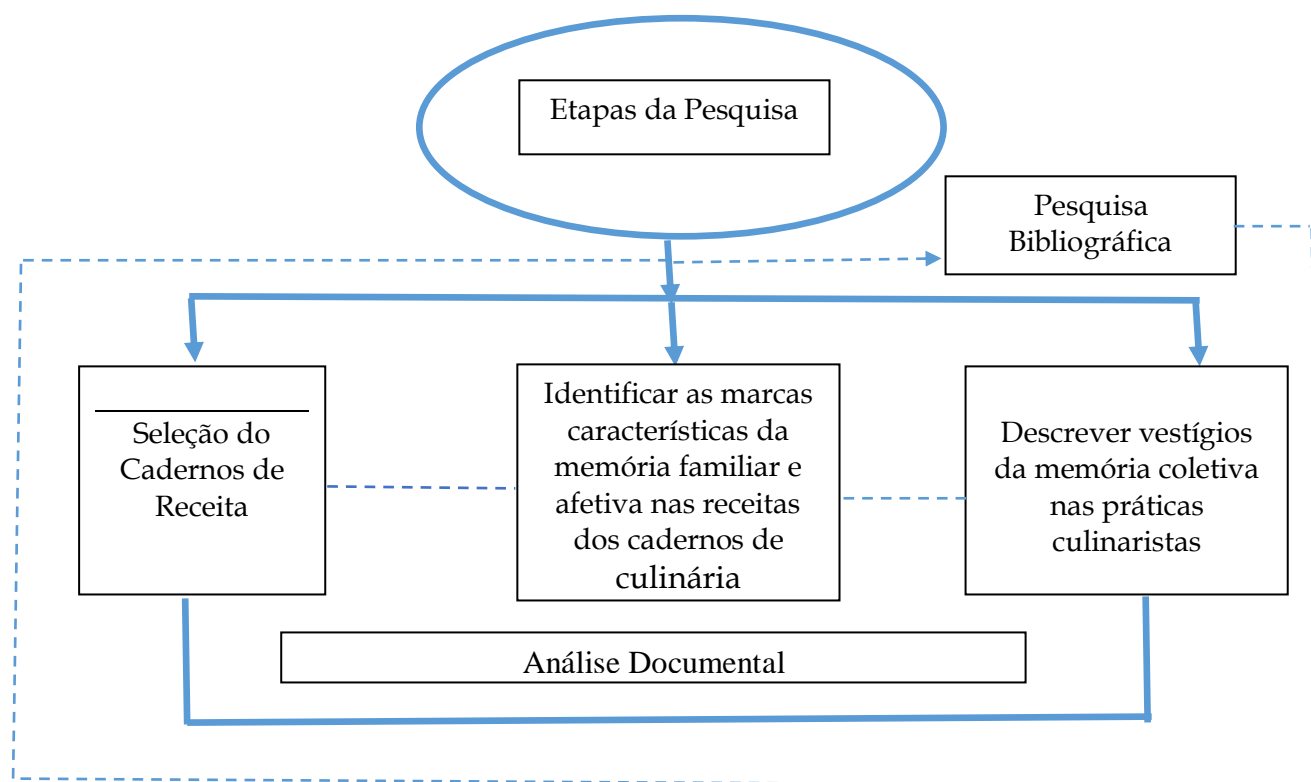 Etapas da Pesquisa
Pesquisa
Bibliográfica
Seleção do
Cadernos de
Receita
Identificar as marcas
características da
memória familiar e
afetiva nas receitas
dos cadernos de
culinária
Descrever vestígios
da memória coletiva
nas práticas
culinaristas
Análise Documental